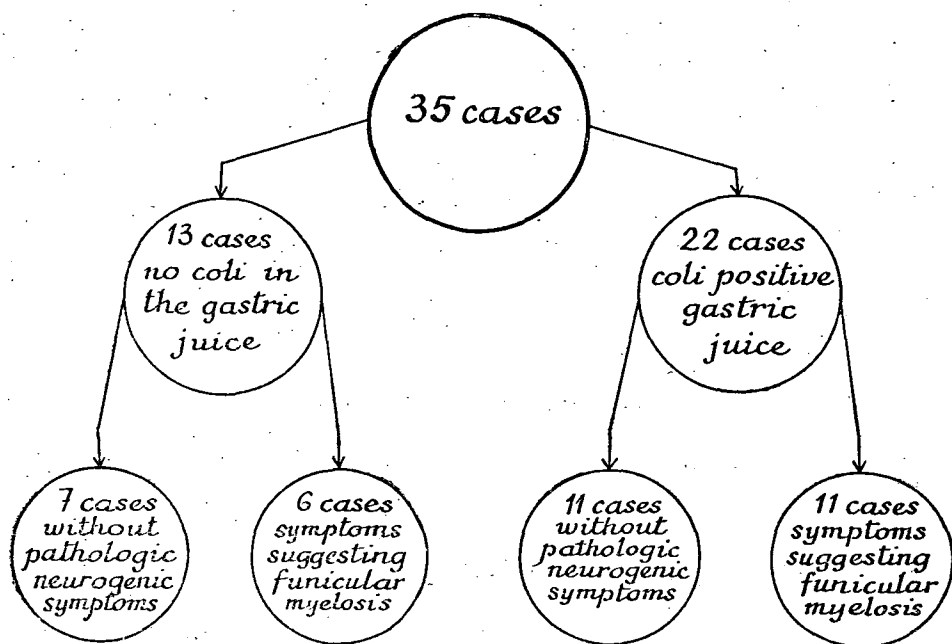 35 cases
13 cases
no coli in
the gastric
juice
22 cases
coli positive
gastric
juice
7 cases
without
pathologic
neurogenic
symptoms
6 cases
symptoms
suggesting
funicular
myelosis
11 cases
without
pathologic
neurogenic
symptoms
11 cases
symptoms
suggesting
funicular
myelosis